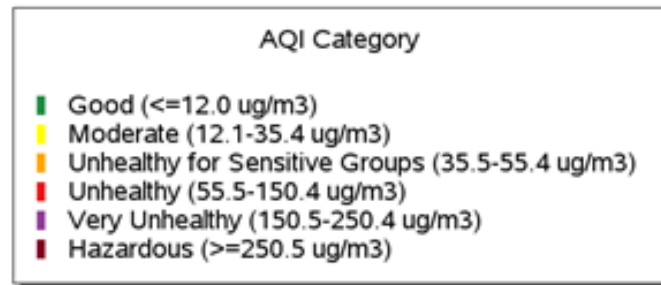 AQI Category
Good (<=12.0 ug/m3)
Moderate (12.1-35.4 ug/m3)
Unhealthy for Sensitive Groups (35.5-55.4 ug/m3)
Unhealthy (55.5-150.4 ug/m3)
Very Unhealthy (150.5-250.4 ug/m3)
Hazardous (>=250.5 ug/m3)